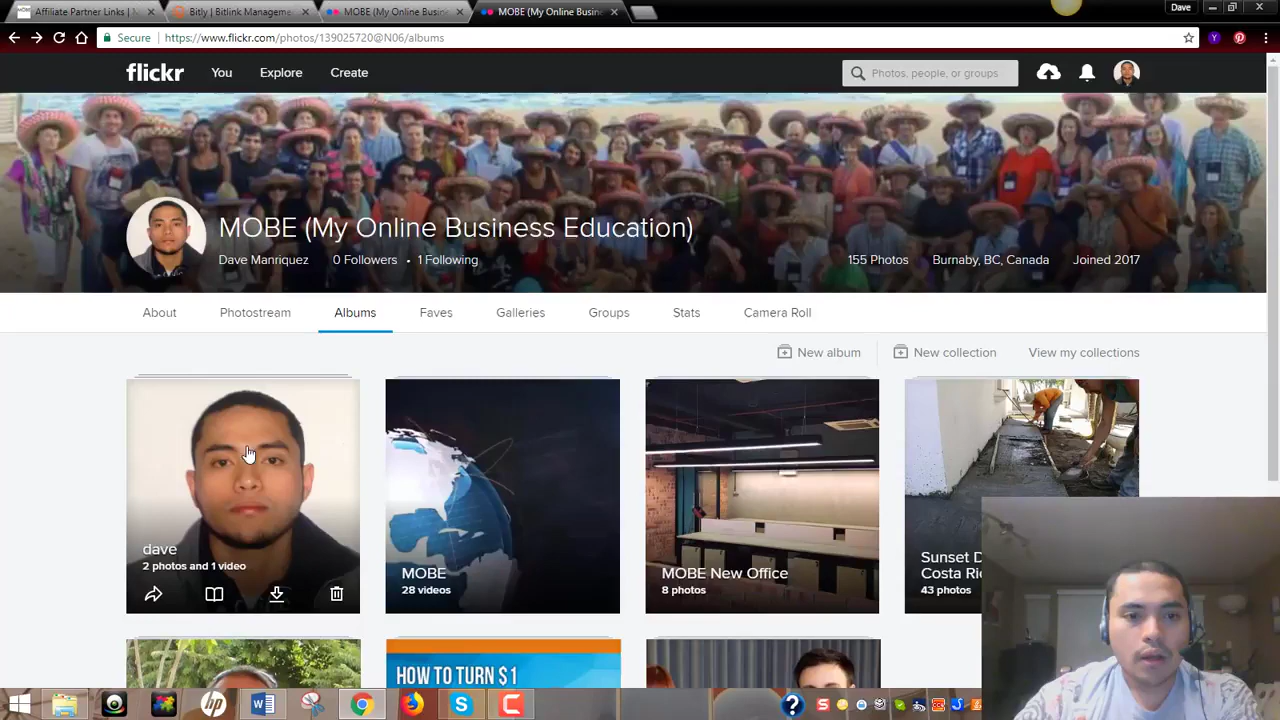 Affiliate Partner Links |
Bitly | Bitlink Manageme
MOBE (My Online Busine
MOBE (My Online Busin
Dave
Secure
https://www.flickr.com/photos/139025720@N06/albums
flickr
You
Explore
Create
Photos, people, or groups
MOBE (My Online Business Education)
Dave Manriquez
0 Followers • 1 Following
155 Photos
Burnaby, BC, Canada
Joined 2017
About
Photostream
Albums
Faves
Galleries
Groups
Stats
Camera Roll
New album
New collection
View my collections
dave
2 photos and 1 video
MOBE
28 videos
MOBE New Office
8 photos
Sunset D
Costa Ri
43 photos
HOW TO TURN $1